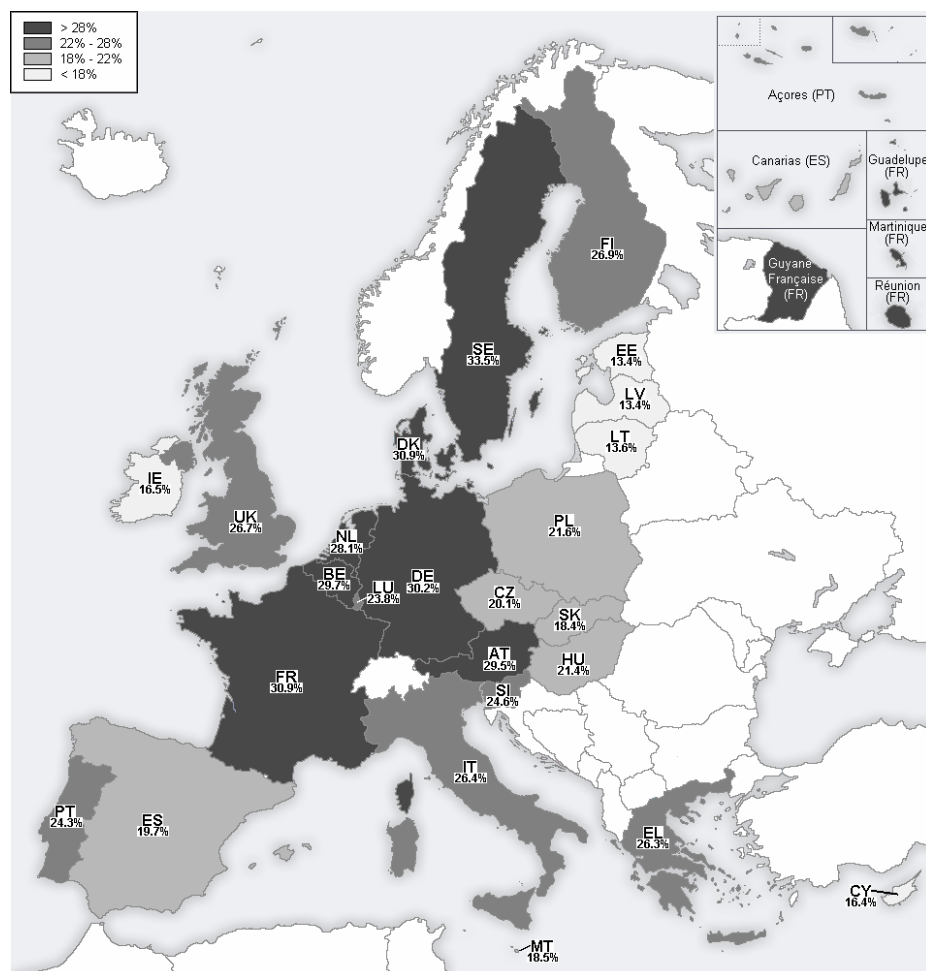 > 28%
22% - 28%
18% - 22%
< 18%
Açores (PT)
Canarias (ES)
Guadelupe
(FR)
Martinique
(FR)
Guyane
Française
(FR)
Réunion
(FR)
FI
26.9%
SE
33.5%
EE
13.4%
LV
13.4%
LT
13.6%
DK
30.9%
IE
16.5%
UK
26.7%
NL
28.1%
PL
21.6%
BE
29.7%
LU
23.8%
DE
30.2%
CZ
20.1%
SK
18.4%
AT
29.5%
HU
21.4%
FR
30.9%
SI
24.6%
IT
26.4%
PT
24.3%
ES
19.7%
EL
26.3%
CY
16.4%
MT
18.5%